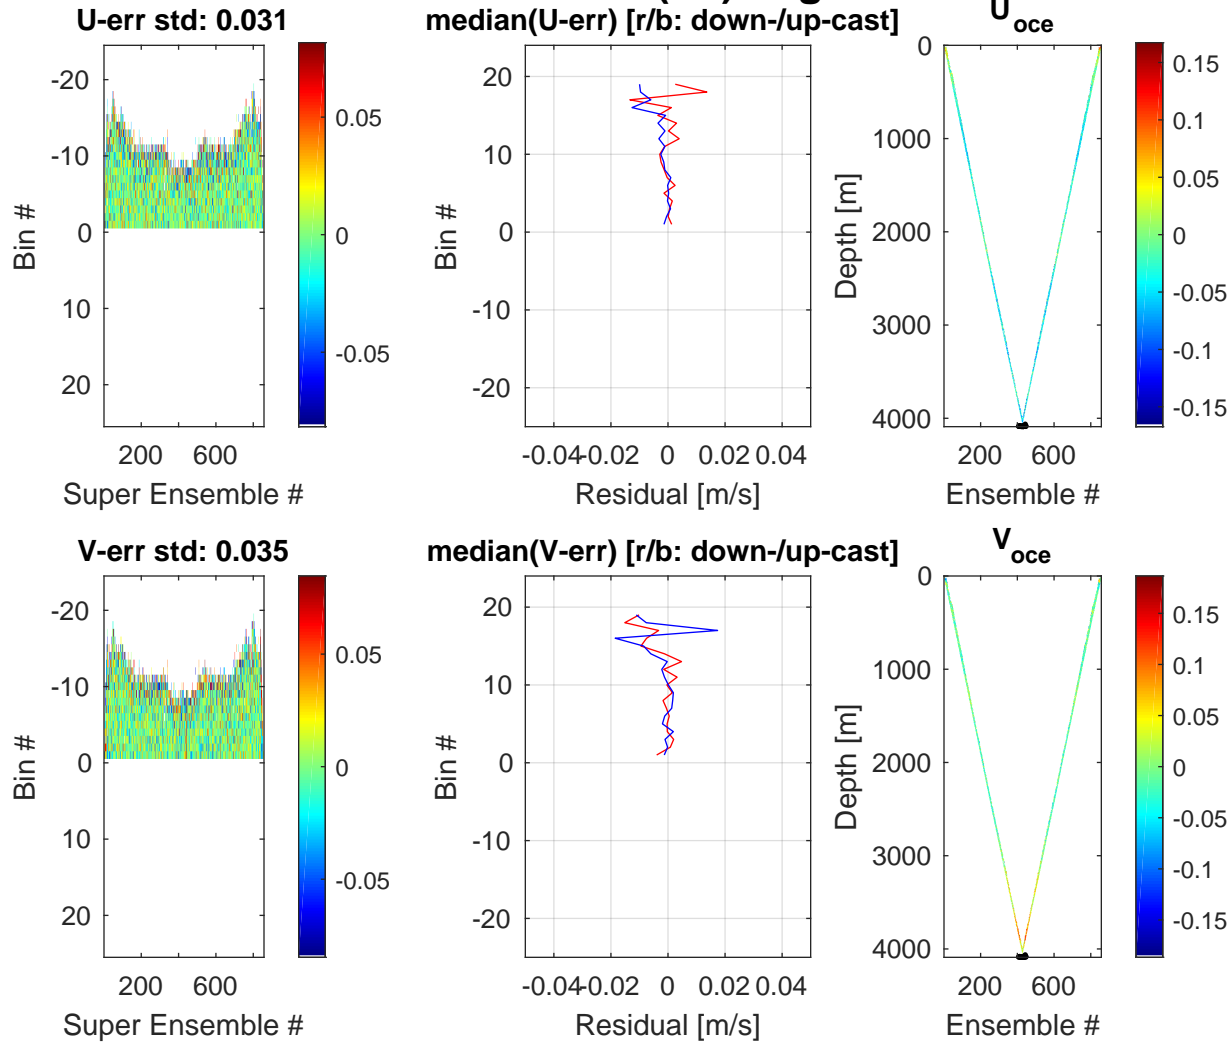 U-err std: 0.031
median(U-err) [r/b: down-/up-cast]
U_oce
-20
-10
0
10
20
Bin #
200 600
Super Ensemble #
0.05
0
-0.05
20
10
0
-10
-20
Bin #
-0.04 -0.02 0 0.02 0.04
Residual [m/s]
0
1000
2000
3000
4000
Depth [m]
200 600
Ensemble #
0.15
0.1
0.05
0
-0.05
-0.1
-0.15
V-err std: 0.035
median(V-err) [r/b: down-/up-cast]
V_oce
-20
-10
0
10
20
Bin #
200 600
Super Ensemble #
0.05
0
-0.05
20
10
0
-10
-20
Bin #
-0.04 -0.02 0 0.02 0.04
Residual [m/s]
0
1000
2000
3000
4000
Depth [m]
200 600
Ensemble #
0.15
0.1
0.05
0
-0.05
-0.1
-0.15